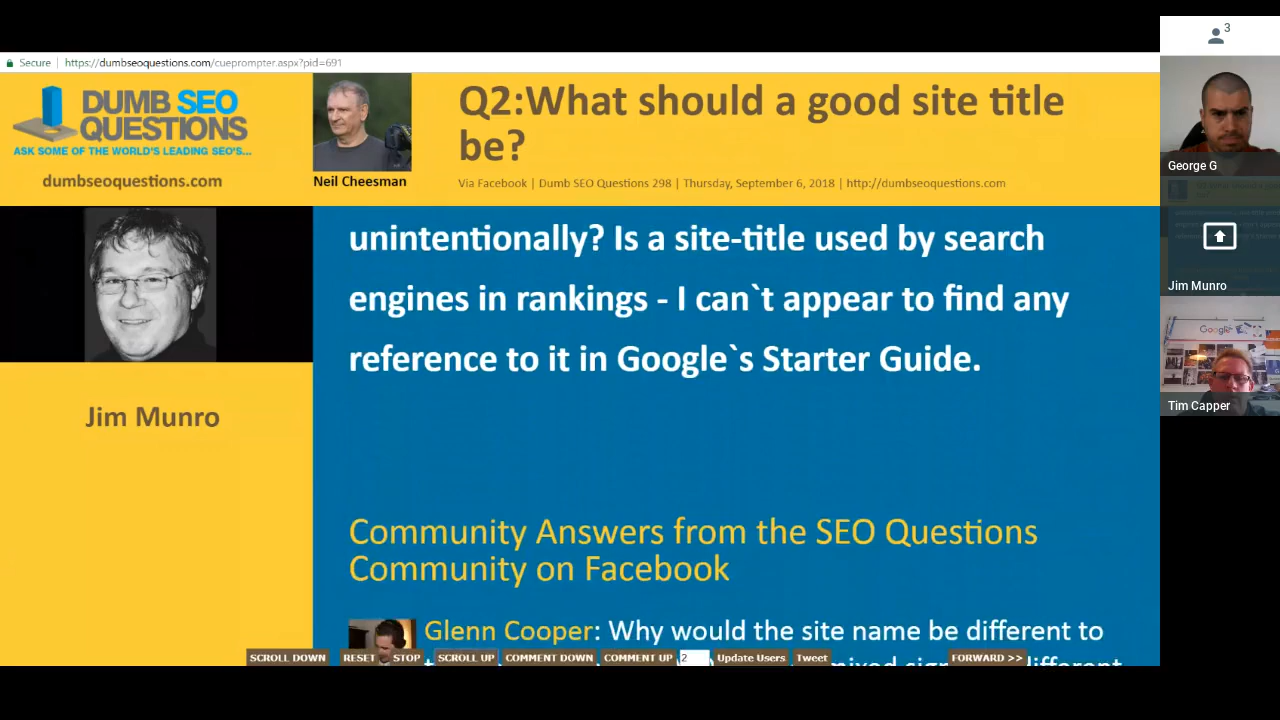 Secure
https://dumbseoquestions.com/cueprompter.aspx?pid=691
DUMB SEO
QUESTIONS
ASK SOME OF THE WORLD'S LEADING SEO'S...
dumbseoquestions.com
Neil Cheesman
Q2:What should a good site title
be?
Via Facebook | Dumb SEO Questions 298 | Thursday, September 6, 2018 | http://dumbseoquestions.com
Jim Munro
unintentionally? Is a site-title used by search
engines in rankings - I can`t appear to find any
reference to it in Google`s Starter Guide.
Community Answers from the SEO Questions
Community on Facebook
Glenn Cooper: Why would the site name be different to
SCROLL DOWN
RESET
STOP
SCROLL UP
COMMENT DOWN
COMMENT UP
2
Update Users
Tweet
FORWARD >>
3
George G
Jim Munro
Google
Tim Capper